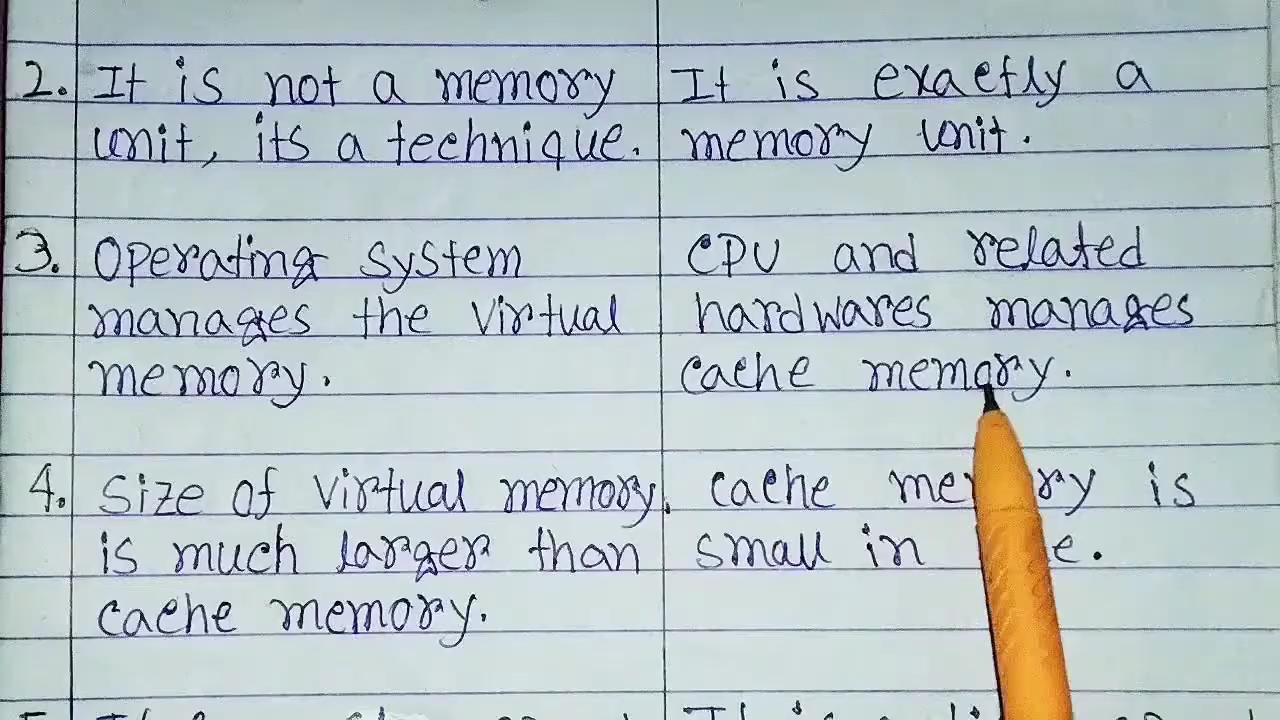 2. It is not a memory
unit, its a technique.
It is exactly a
memory unit.
3. Operating system
manages the virtual
memory.
CPU and related
hardwares manages
cache memory.
4. Size of virtual memory
is much larger than
cache memory.
cache is
small in